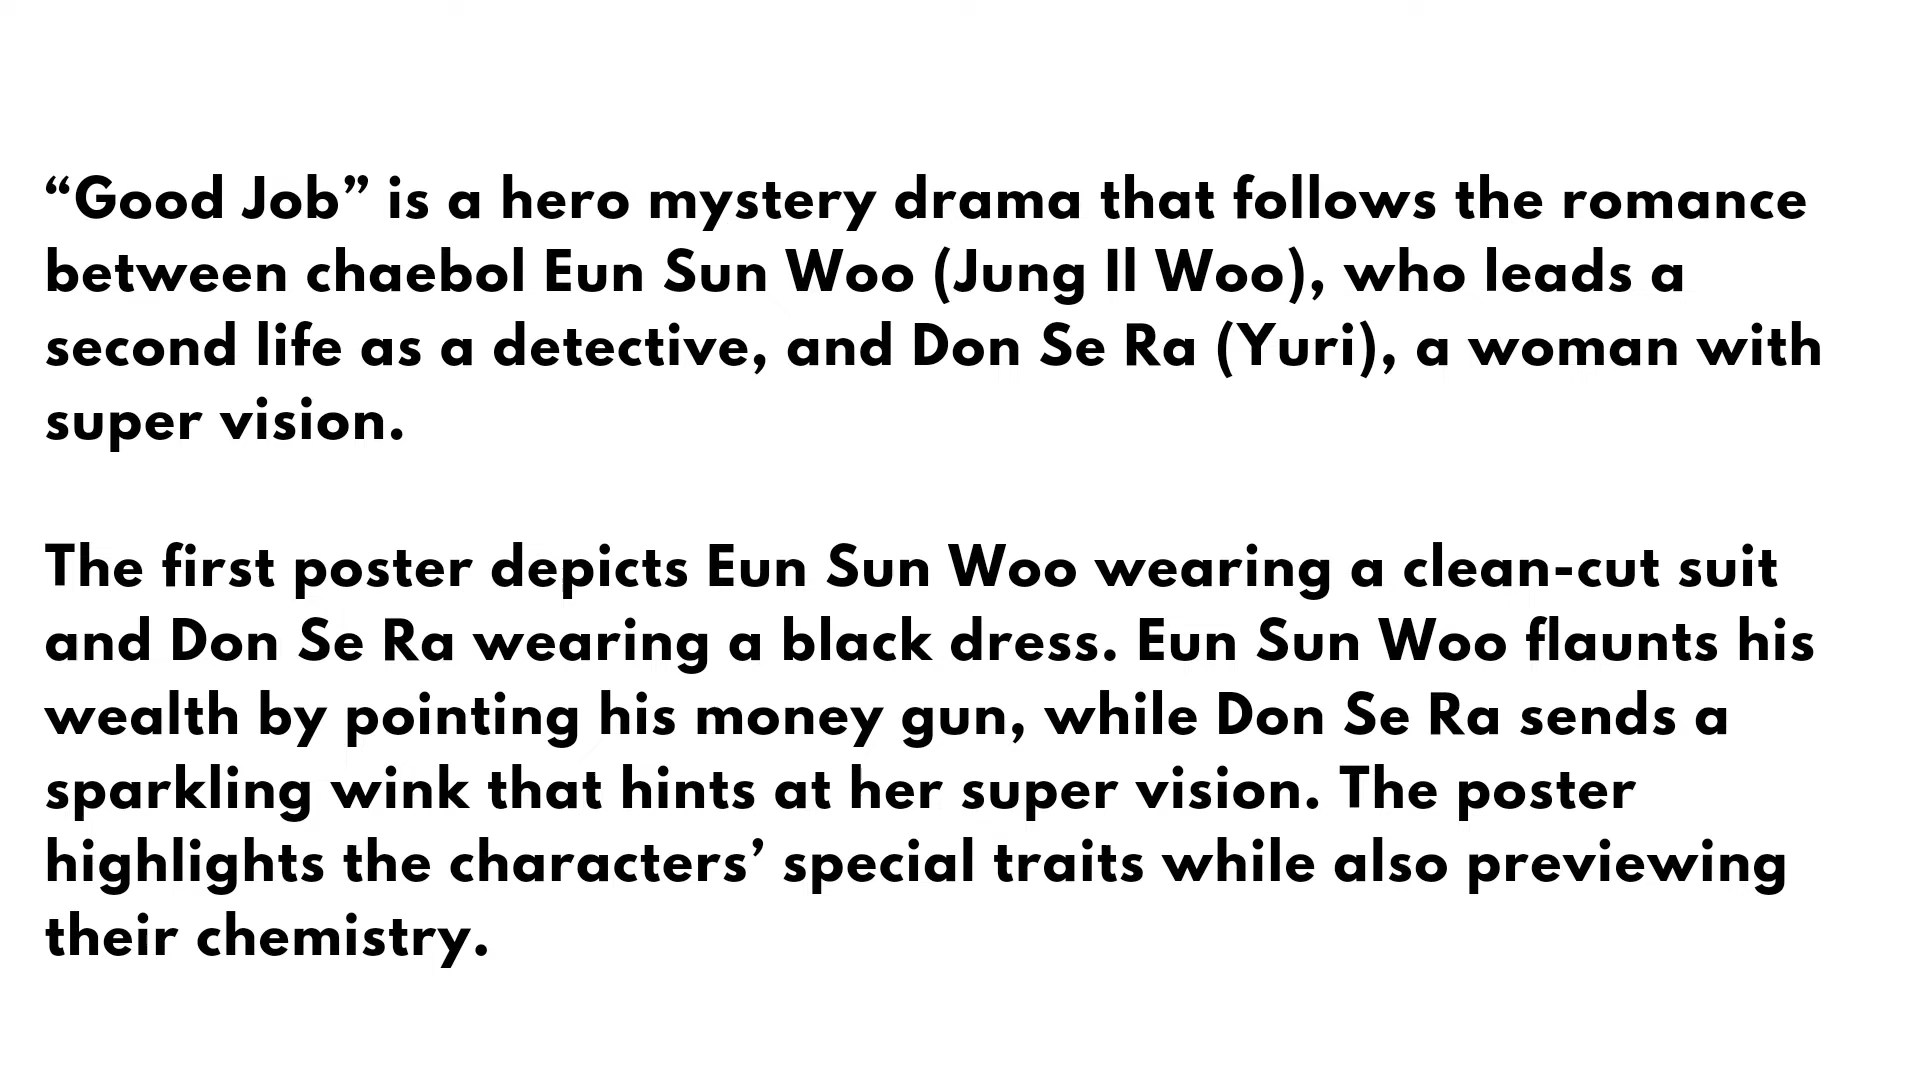 “Good Job” is a hero mystery drama that follows the romance
between chaebol Eun Sun Woo (Jung Il Woo), who leads a
second life as a detective, and Don Se Ra (Yuri), a woman with
super vision.
The first poster depicts Eun Sun Woo wearing a clean-cut suit
and Don Se Ra wearing a black dress. Eun Sun Woo flaunts his
wealth by pointing his money gun, while Don Se Ra sends a
sparkling wink that hints at her super vision. The poster
highlights the characters’ special traits while also previewing
their chemistry.